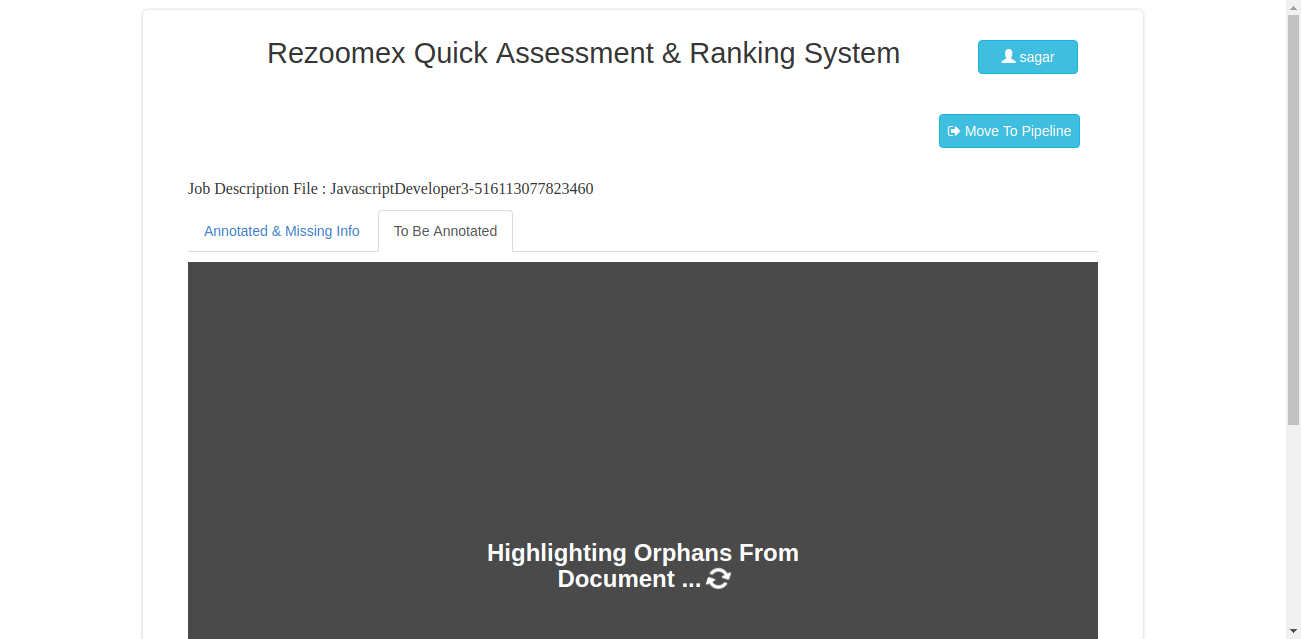 Rezoomex Quick Assessment & Ranking System
sagar
Move To Pipeline
Job Description File : JavascriptDeveloper3-516113077823460
Annotated & Missing Info
To Be Annotated
Highlighting Orphans From
Document ...